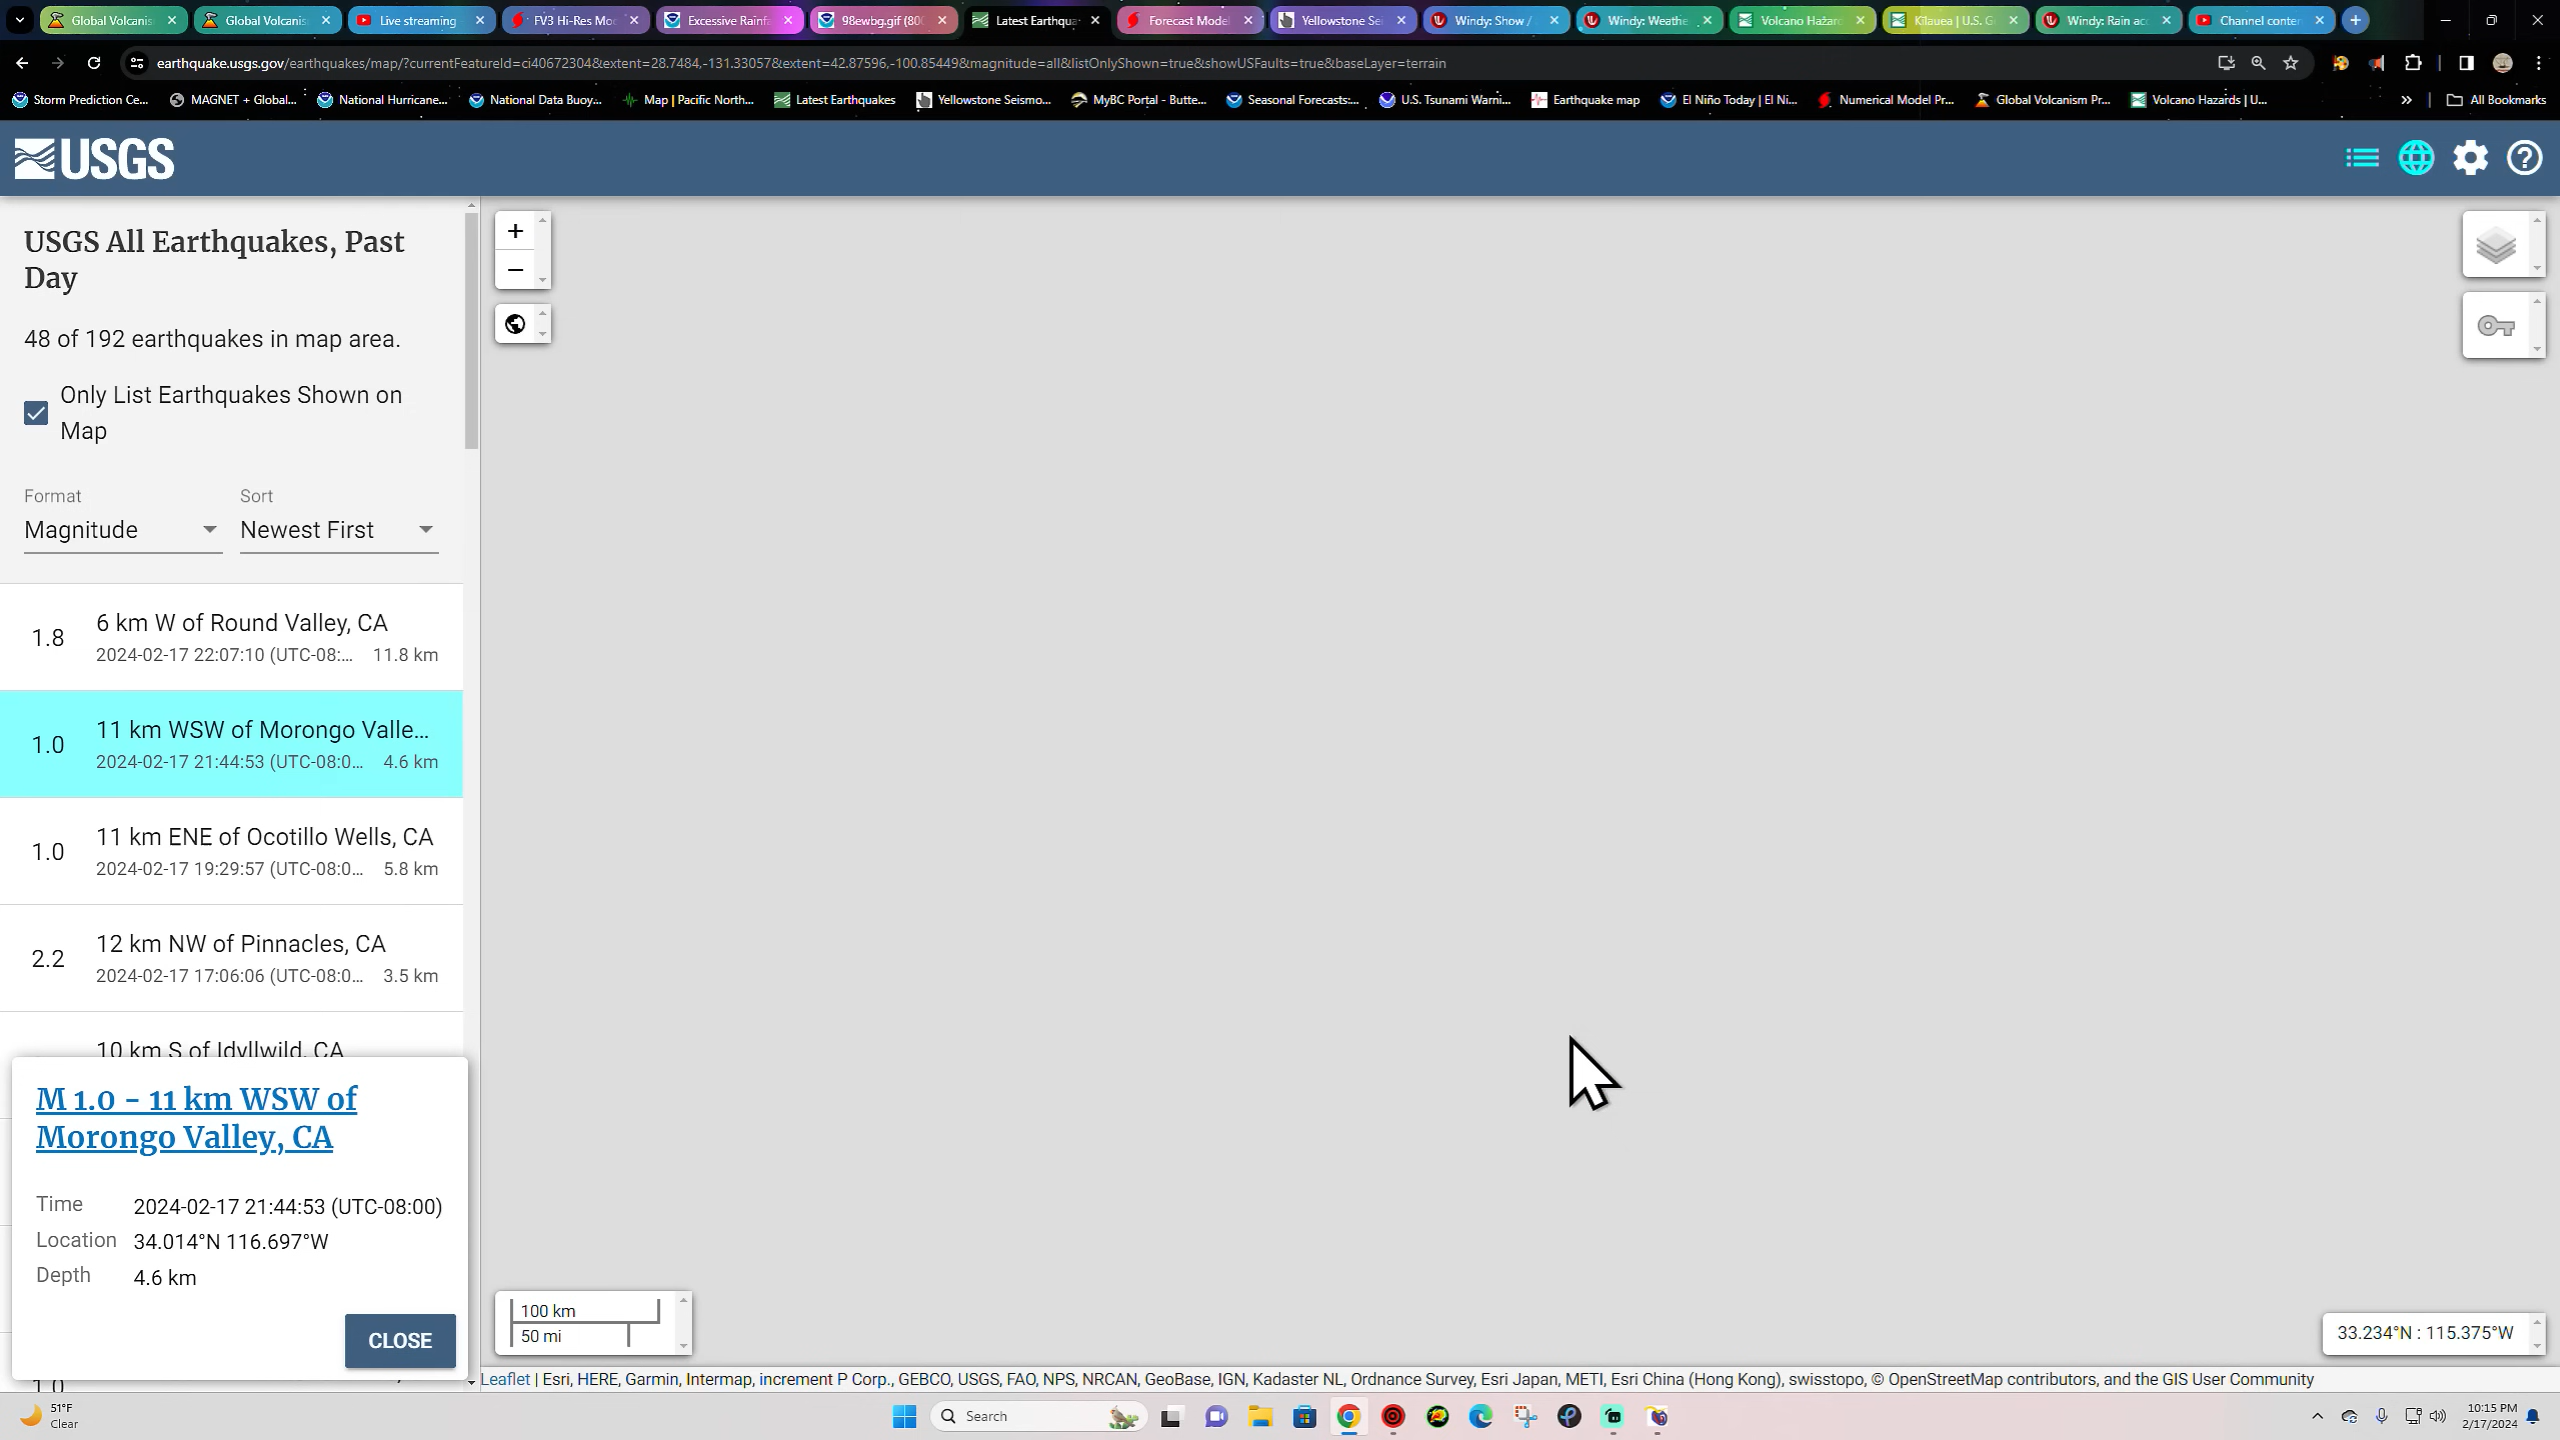 Global Volcanis
Global Volcanis
Live streaming
FV3 Hi-Res Mo
Excessive Rainfa
98ewbg.gif (800
Latest Earthqua
Forecast Model
Yellowstone Sei
Windy: Show /
Windy: Weathe
Volcano Hazard
Kilauea | U.S. G
Windy: Rain acc
Channel conten
earthquake.usgs.gov/earthquakes/map/?currentFeatureId=ci40672304&extent=28.7484,-131.33057&extent=42.87596,-100.85449&magnitude=all&listOnlyShown=true&showUSFaults=true&baseLayer=terrain
Storm Prediction Ce...
MAGNET + Global...
National Hurricane...
National Data Buoy...
Map | Pacific North...
Latest Earthquakes
Yellowstone Seismo...
MyBC Portal - Butte...
Seasonal Forecasts:...
U.S. Tsunami Warni...
Earthquake map
El Niño Today | El Ni...
Numerical Model Pr...
Global Volcanism Pr...
Volcano Hazards | U...
All Bookmarks
USGS
USGS All Earthquakes, Past
Day
48 of 192 earthquakes in map area.
Only List Earthquakes Shown on
Map
Format
Sort
Magnitude
Newest First
1.8
6 km W of Round Valley, CA
2024-02-17 22:07:10 (UTC-08:... 11.8 km
1.0
11 km WSW of Morongo Valle...
2024-02-17 21:44:53 (UTC-08:0... 4.6 km
1.0
11 km ENE of Ocotillo Wells, CA
2024-02-17 19:29:57 (UTC-08:0... 5.8 km
2.2
12 km NW of Pinnacles, CA
2024-02-17 17:06:06 (UTC-08:0... 3.5 km
10 km S of Idyllwild, CA
M 1.0 - 11 km WSW of
Morongo Valley, CA
Time 2024-02-17 21:44:53 (UTC-08:00)
Location 34.014°N 116.697°W
Depth 4.6 km
CLOSE
1.0
100 km
50 mi
33.234°N : 115.375°W
Leaflet | Esri, HERE, Garmin, Intermap, increment P Corp., GEBCO, USGS, FAO, NPS, NRCAN, GeoBase, IGN, Kadaster NL, Ordnance Survey, Esri Japan, METI, Esri China (Hong Kong), swisstopo, © OpenStreetMap contributors, and the GIS User Community
51°F
Clear
Search
10:15 PM
2/17/2024